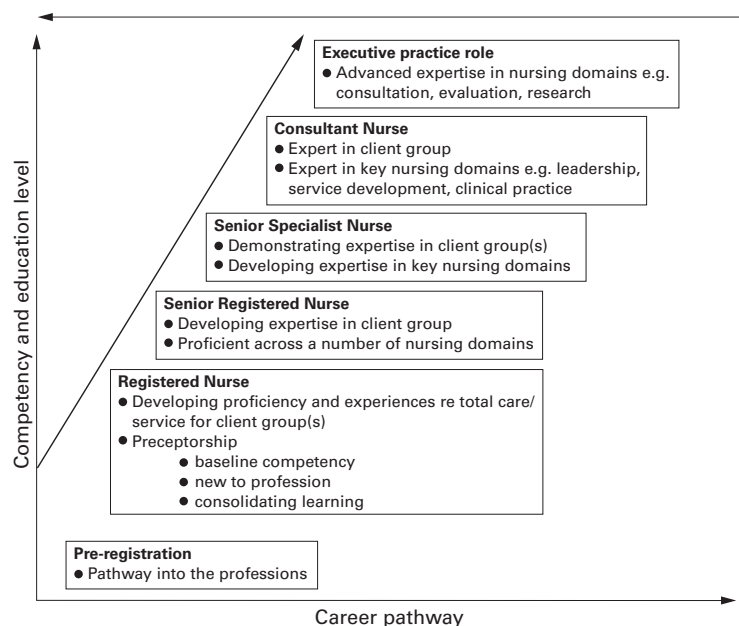 Executive practice role
● Advanced expertise in nursing domains e.g.
consultation, evaluation, research
Consultant Nurse
● Expert in client group
● Expert in key nursing domains e.g. leadership,
service development, clinical practice
Senior Specialist Nurse
● Demonstrating expertise in client group(s)
● Developing expertise in key nursing domains
Senior Registered Nurse
● Developing expertise in client group
● Proficient across a number of nursing domains
Registered Nurse
● Developing proficiency and experiences re total care/
service for client group(s)
● Preceptorship
● baseline competency
● new to profession
● consolidating learning
Pre-registration
● Pathway into the professions
Competency and education level
Career pathway